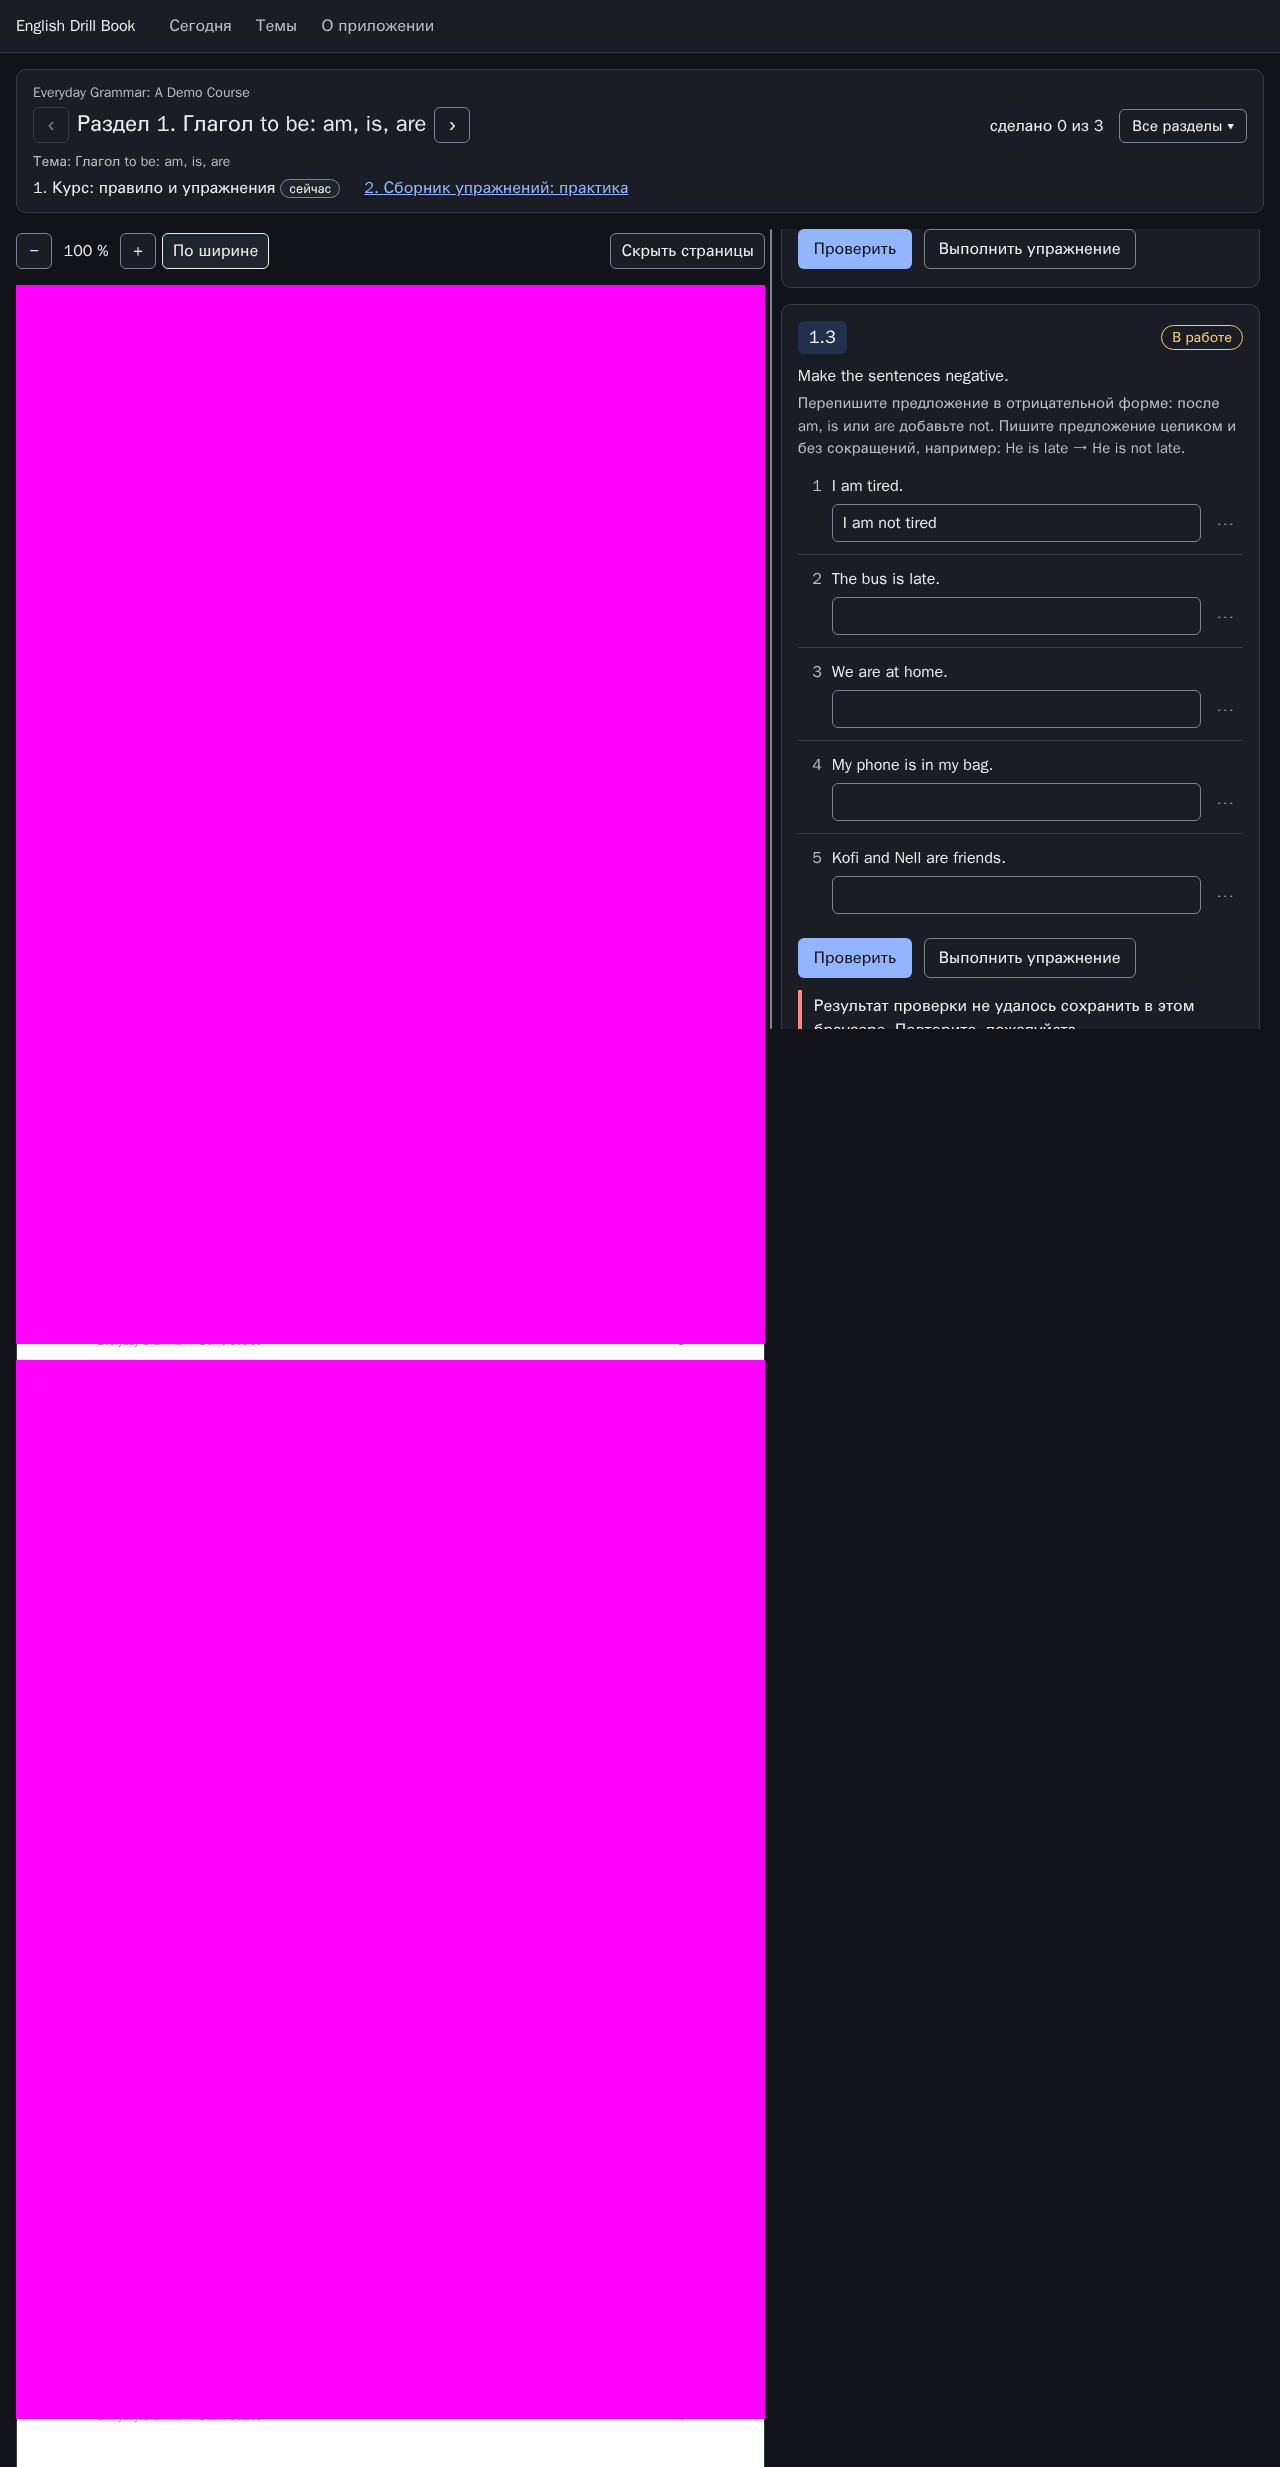 English Drill Book Сегодня Темы О приложении
Everyday Grammar: A Demo Course
‹ Раздел 1. Глагол to be: am, is, are ›
сделано 0 из 3 Все разделы ▾
Тема: Глагол to be: am, is, are
1. Курс: правило и упражнения сейчас 2. Сборник упражнений: практика
− 100 % + По ширине Скрыть страницы
Проверить Выполнить упражнение
1.3 В работе
Make the sentences negative.
Перепишите предложение в отрицательной форме: после
am, is или are добавьте not. Пишите предложение целиком и
без сокращений, например: He is late → He is not late.
1 I am tired.
I am not tired ...
2 The bus is late.
...
3 We are at home.
...
4 My phone is in my bag.
...
5 Kofi and Nell are friends.
...
Проверить Выполнить упражнение
Результат проверки не удалось сохранить в этом
браузере. Повторите, пожалуйста